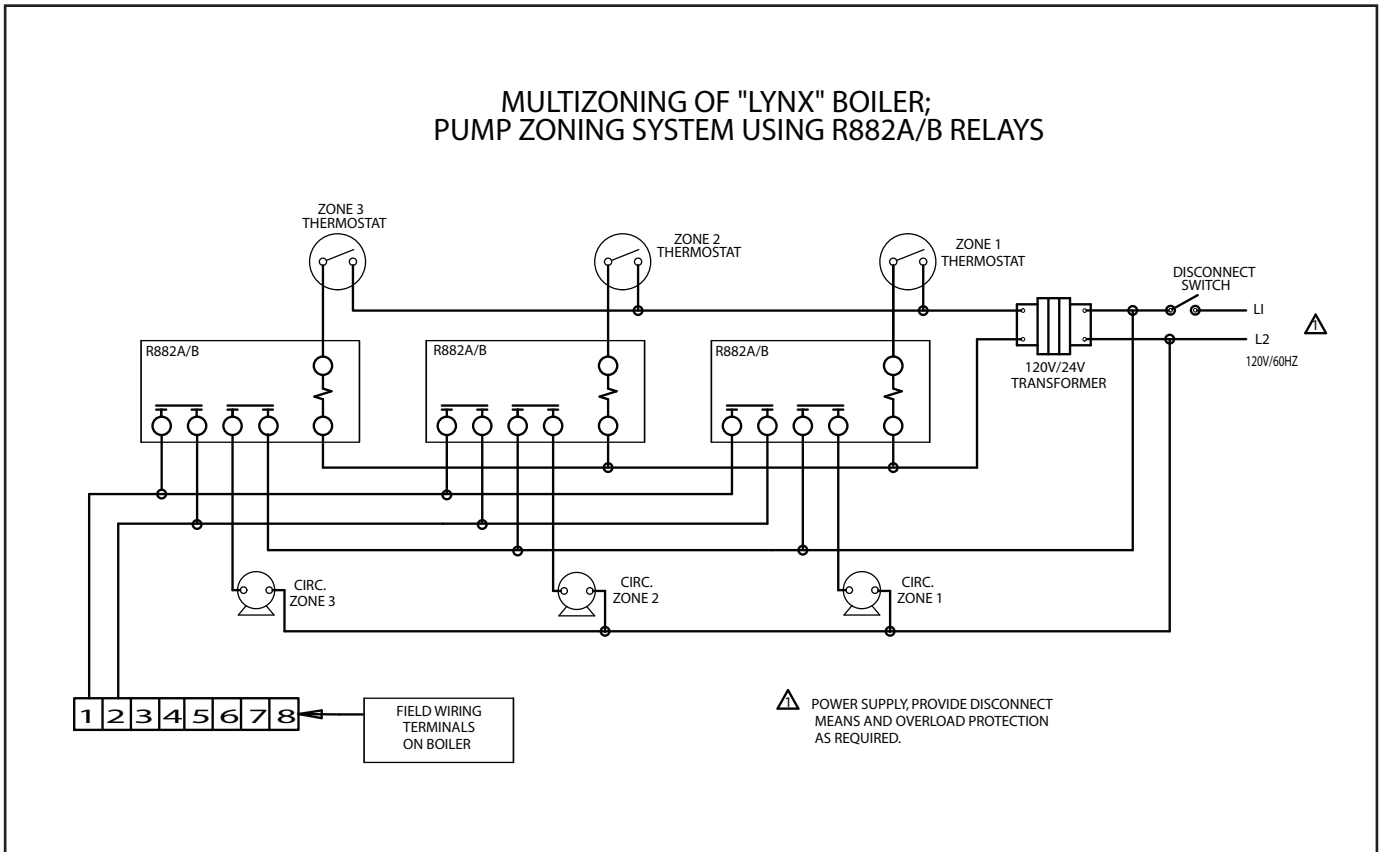 MULTIZONING OF "LYNX" BOILER;
PUMP ZONING SYSTEM USING R882A/B RELAYS
ZONE 3
THERMOSTAT
ZONE 2
THERMOSTAT
ZONE 1
THERMOSTAT
DISCONNECT
SWITCH
LI
L2
1
120V/60HZ
R882A/B
R882A/B
R882A/B
120V/24V
TRANSFORMER
CIRC.
ZONE 3
CIRC.
ZONE 2
CIRC.
ZONE 1
1 2 3 4 5 6 7 8
FIELD WIRING
TERMINALS
ON BOILER
1 POWER SUPPLY, PROVIDE DISCONNECT
MEANS AND OVERLOAD PROTECTION
AS REQUIRED.